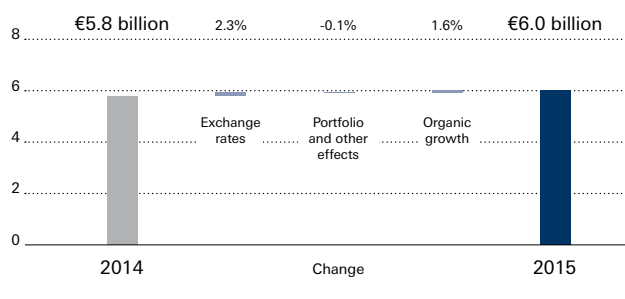 €5.8 billion 2.3% -0.1% 1.6% €6.0 billion
8
6
Exchange Portfolio Organic
4 rates and other growth
effects
2
0
2014 Change 2015